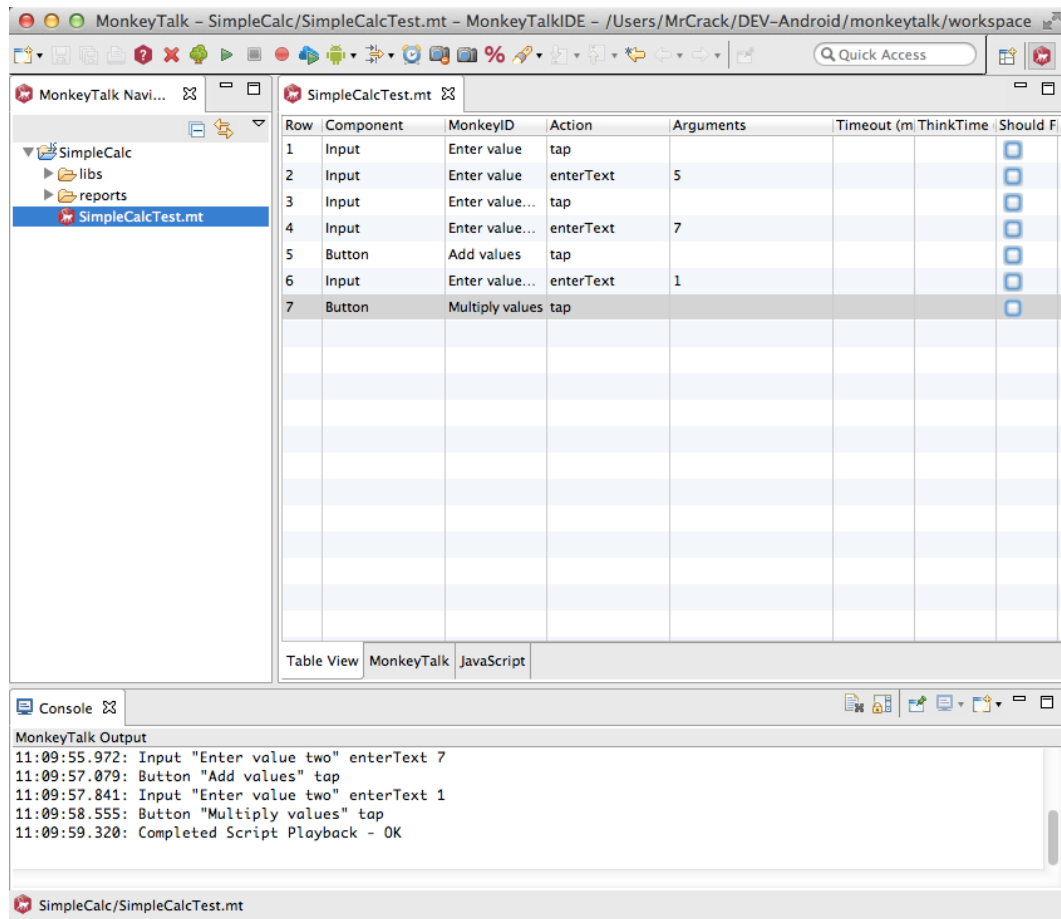 MonkeyTalk – SimpleCalc/SimpleCalcTest.mt – MonkeyTalkIDE – /Users/MrCrack/DEV-Android/monkeytalk/workspace
Quick Access
MonkeyTalk Navi...
SimpleCalcTest.mt
SimpleCalc
libs
reports
SimpleCalcTest.mt
Row Component MonkeyID Action Arguments Timeout (m ThinkTime Should F
1 Input Enter value tap
2 Input Enter value enterText 5
3 Input Enter value... tap
4 Input Enter value... enterText 7
5 Button Add values tap
6 Input Enter value... enterText 1
7 Button Multiply values tap
Table View MonkeyTalk JavaScript
Console
MonkeyTalk Output
11:09:55.972: Input "Enter value two" enterText 7
11:09:57.079: Button "Add values" tap
11:09:57.841: Input "Enter value two" enterText 1
11:09:58.555: Button "Multiply values" tap
11:09:59.320: Completed Script Playback - OK
SimpleCalc/SimpleCalcTest.mt